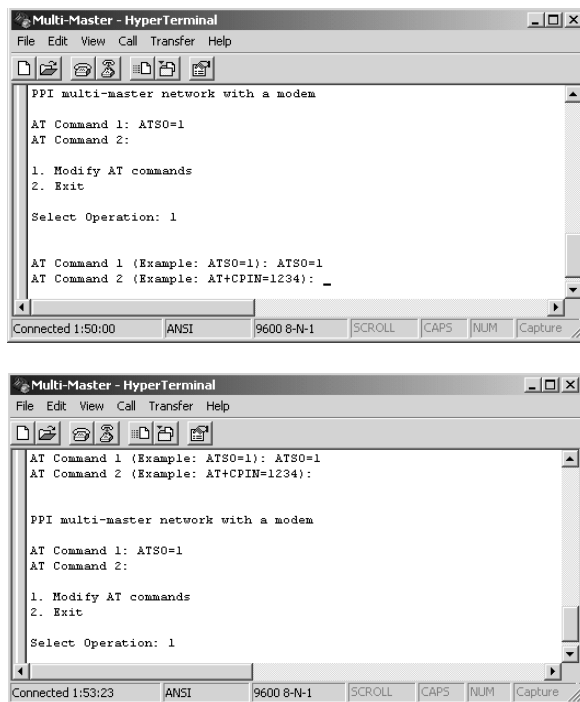 Multi-Master - HyperTerminal
File Edit View Call Transfer Help
PPI multi-master network with a modem
AT Command 1: ATS0=1
AT Command 2:
1. Modify AT commands
2. Exit
Select Operation: 1
AT Command 1 (Example: ATS0=1): ATS0=1
AT Command 2 (Example: AT+CPIN=1234): _
Connected 1:50:00 ANSI 9600 8-N-1 SCROLL CAPS NUM Capture
Multi-Master - HyperTerminal
File Edit View Call Transfer Help
AT Command 1 (Example: ATS0=1): ATS0=1
AT Command 2 (Example: AT+CPIN=1234):
PPI multi-master network with a modem
AT Command 1: ATS0=1
AT Command 2:
1. Modify AT commands
2. Exit
Select Operation: 1
Connected 1:53:23 ANSI 9600 8-N-1 SCROLL CAPS NUM Capture